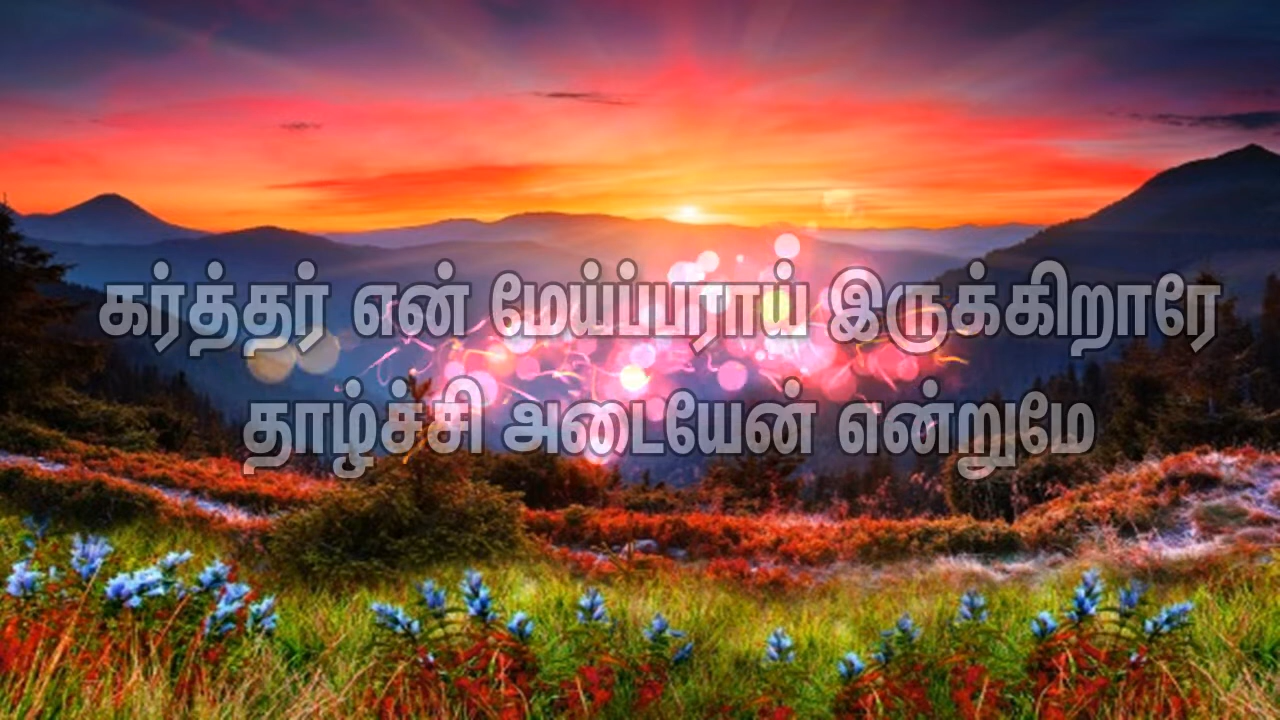 கர்த்தர் என் மேய்ப்பராய் இருக்கிறாரே
தாழ்ச்சி அடையேன் என்றுமே